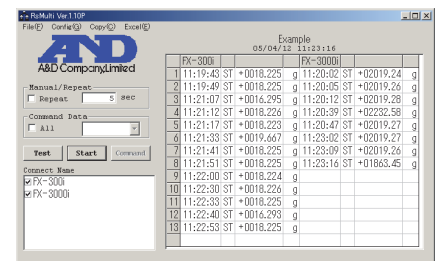 RsMulti Ver.1.10P
File(F) Config(G) Copy(C) Excel(E)
AND
A&D Company,Limited
Manual/Repeat
Repeat 5 sec
Command Data
All
Test Start Command
Connect Name
FX-300i
FX-3000i
Example
05/04/12 11:23:16
FX-300i FX-3000i
1 11:19:43 ST +0018.225 g 11:20:02 ST +02019.24 g
2 11:19:49 ST +0018.225 g 11:20:05 ST +02019.26 g
3 11:21:07 ST +0016.295 g 11:20:12 ST +02019.28 g
4 11:21:12 ST +0018.226 g 11:20:39 ST +02232.58 g
5 11:21:17 ST +0018.223 g 11:20:47 ST +02019.27 g
6 11:21:33 ST +0019.667 g 11:23:02 ST +02019.27 g
7 11:21:41 ST +0018.225 g 11:23:09 ST +02019.26 g
8 11:21:51 ST +0018.225 g 11:23:16 ST +01863.45 g
9 11:22:00 ST +0018.224 g
10 11:22:30 ST +0018.226 g
11 11:22:33 ST +0018.225 g
12 11:22:40 ST +0016.293 g
13 11:22:53 ST +0018.225 g